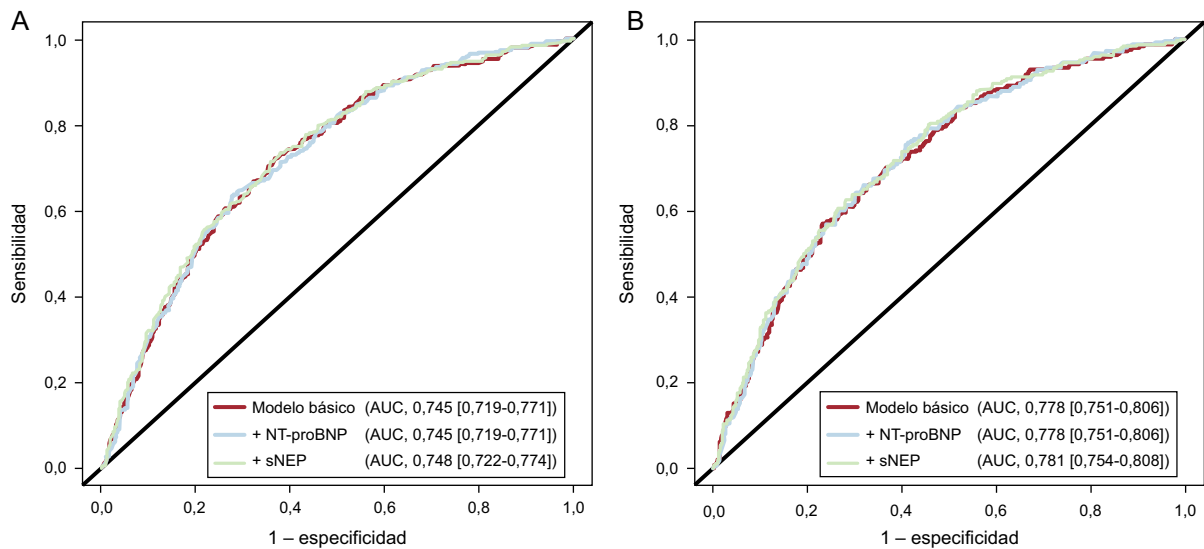 A
Sensibilidad
1,0
0,8
0,6
0,4
0,2
0,0
Modelo básico (AUC, 0,745 [0,719-0,771])
+ NT-proBNP (AUC, 0,745 [0,719-0,771])
+ sNEP (AUC, 0,748 [0,722-0,774])
0,0 0,2 0,4 0,6 0,8 1,0
1 – especificidad
B
Sensibilidad
1,0
0,8
0,6
0,4
0,2
0,0
Modelo básico (AUC, 0,778 [0,751-0,806])
+ NT-proBNP (AUC, 0,778 [0,751-0,806])
+ sNEP (AUC, 0,781 [0,754-0,808])
0,0 0,2 0,4 0,6 0,8 1,0
1 – especificidad